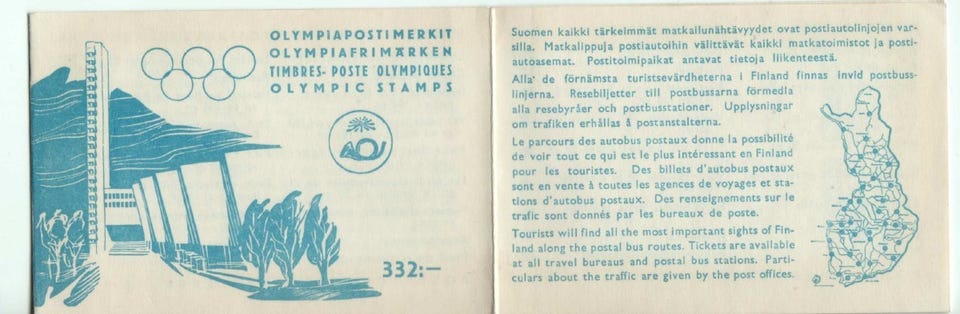 OLYMPIAPOSTIMERKIT
OLYMPIAFRIMÄRKEN
TIMBRES-POSTE OLYMPIQUES
OLYMPIC STAMPS
332:—
Suomen kaikki tärkeimmät matkailunähtävyydet ovat postiautolinjojen var-
silla. Matkalippuja postiautoihin välittävät kaikki matkatoimistot ja posti-
autoasemat. Postitoimipaikat antavat tietoja liikenteestä.
Alla' de förnämsta turistsevärdheterna i Finland finnas invid postbuss-
linjerna. Resebiljetter till postbussarna förmedla
alla resebyråer och postbusstationer. Upplysningar
om trafiken erhållas å postanstalterna.
Le parcours des autobus postaux donne la possibilité
de voir tout ce qui est le plus intéressant en Finland
pour les touristes. Des billets d'autobus postaux
sont en vente à toutes les agences de voyages et sta-
tions d'autobus postaux. Des renseignements sur le
trafic sont donnés par les bureaux de poste.
Tourists will find all the most important sights of Fin-
land along the postal bus routes. Tickets are available
at all travel bureaus and postal bus stations. Parti-
culars about the traffic are given by the post offices.